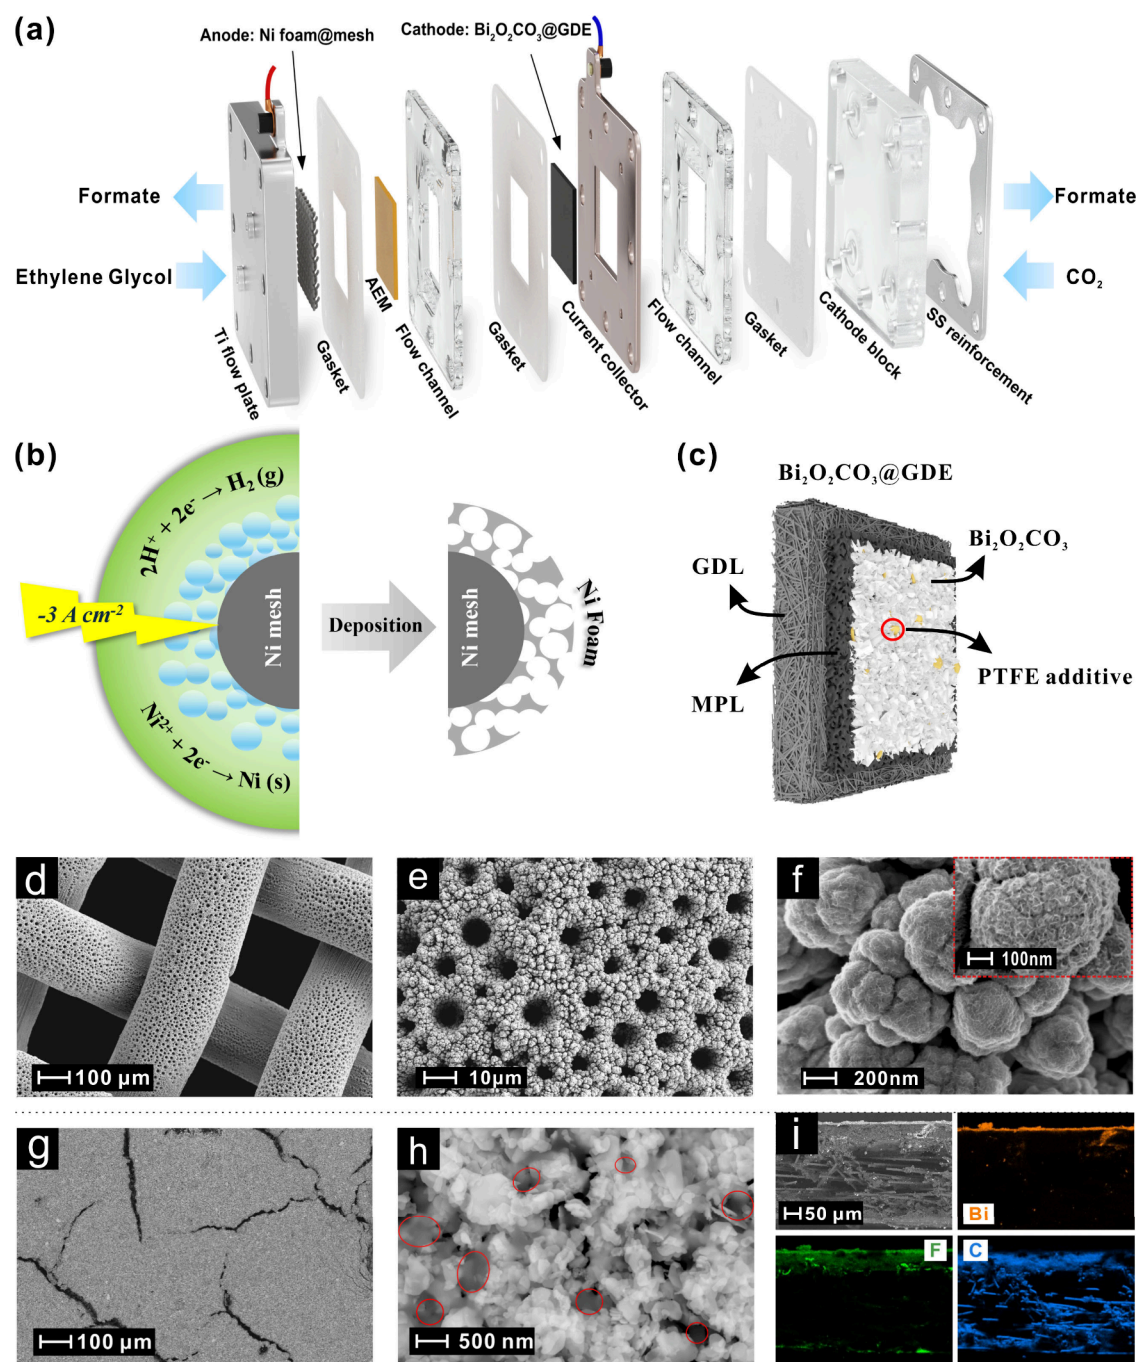 (a)
Anode: Ni foam@mesh
Cathode: Bi₂O₂CO₃@GDE
Formate
Ethylene Glycol
Formate
CO₂
Ti flow plate
Gasket
AEM
Flow channel
Gasket
Current collector
Flow channel
Gasket
Cathode block
SS reinforcement
(b)
2H⁺ + 2e⁻ → H₂ (g)
-3 A cm⁻²
Ni mesh
Ni²⁺ + 2e⁻ → Ni (s)
Deposition
Ni mesh
Ni Foam
(c)
Bi₂O₂CO₃@GDE
Bi₂O₂CO₃
GDL
MPL
PTFE additive
d
100 µm
e
10µm
f
100nm
200nm
g
100 µm
h
500 nm
i
50 µm
Bi
F
C